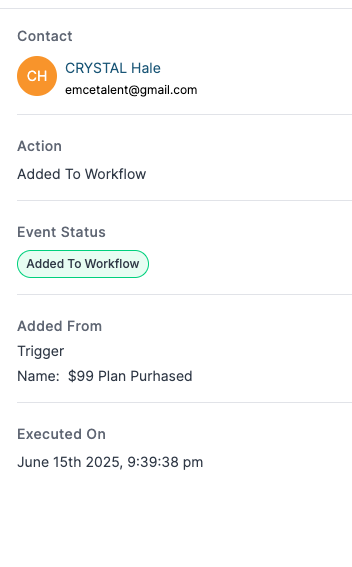 Contact
CH
CRYSTAL Hale
emcetalent@gmail.com
Action
Added To Workflow
Event Status
Added To Workflow
Added From
Trigger
Name: $99 Plan Purhased
Executed On
June 15th 2025, 9:39:38 pm